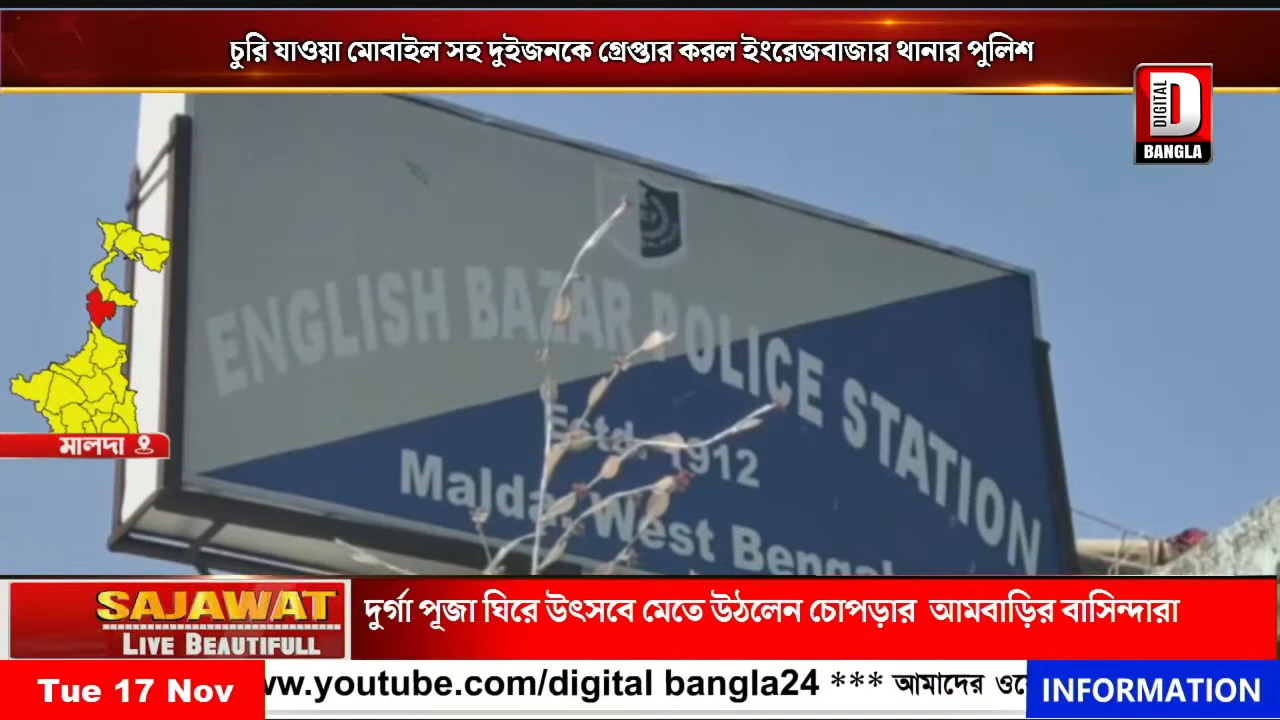 চুরি যাওয়া মোবাইল সহ দুইজনকে গ্রেপ্তার করল ইংরেজবাজার থানার পুলিশ
DIGITAL
D
BANGLA
ENGLISH BAZAR POLICE STATION
Estd. 1912
Malda, West Bengal
মালদা
SAJAWAT
LIVE BEAUTIFULL
দুর্গা পূজা ঘিরে উৎসবে মেতে উঠলেন চোপড়ার আমবাড়ির বাসিন্দারা
Tue 17 Nov
www.youtube.com/digital bangla24 *** আমাদের
INFORMATION